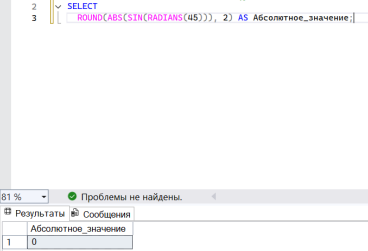 2 SELECT
3 ROUND(ABS(SIN(RADIANS(45))), 2) AS Абсолютное_значение;
81 % Проблемы не найдены.
Результаты Сообщения
Абсолютное_значение
1 0